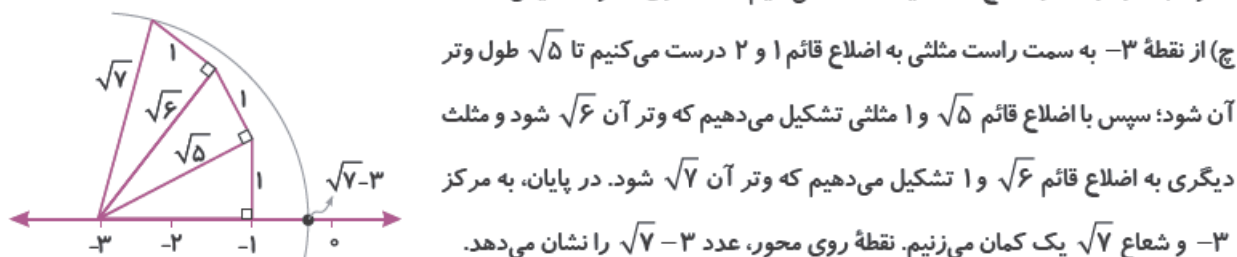 چ) از نقطهٔ ۳− به سمت راست مثلثی به اضلاع قائم ۱ و ۲ درست می‌کنیم تا √۵ طول وتر
آن شود؛ سپس با اضلاع قائم √۵ و ۱ مثلثی تشکیل می‌دهیم که وتر آن √۶ شود و مثلث
دیگری به اضلاع قائم √۶ و ۱ تشکیل می‌دهیم که وتر آن √۷ شود. در پایان، به مرکز
۳− و شعاع √۷ یک کمان می‌زنیم. نقطهٔ روی محور، عدد √۷−۳ را نشان می‌دهد.
۱
√۷
√۶
۱
√۵
۱
√۷-۳
-۳ -۲ -۱ ۰